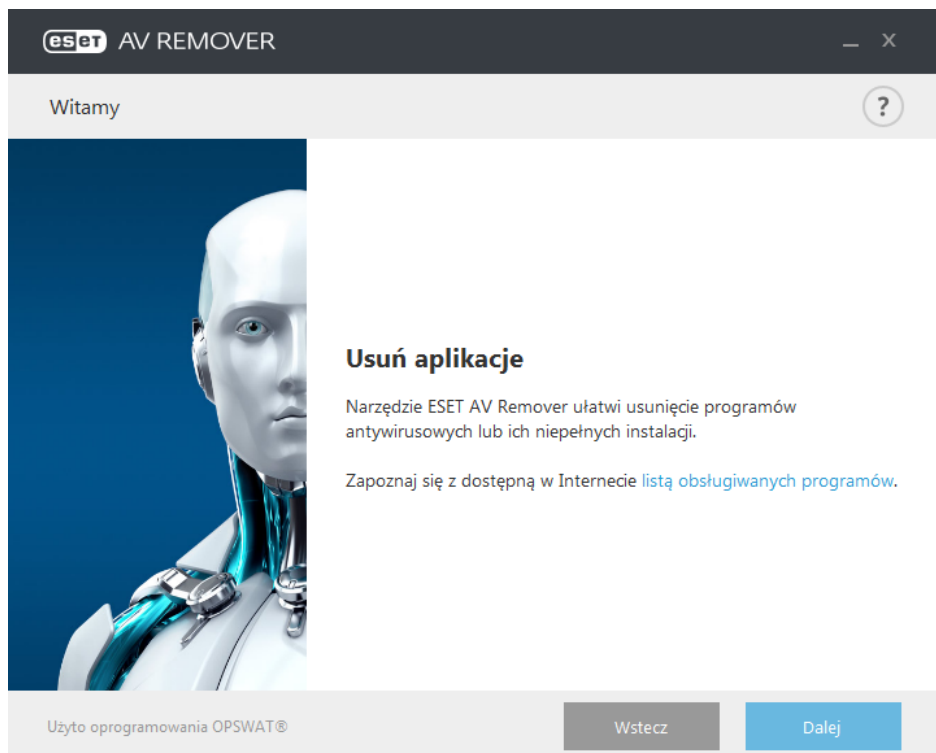 eset AV REMOVER
Witamy
?
Usuń aplikacje
Narzędzie ESET AV Remover ułatwi usunięcie programów
antywirusowych lub ich niepełnych instalacji.
Zapoznaj się z dostępną w Internecie listą obsługiwanych programów.
Użyto oprogramowania OPSWAT®
Wstecz
Dalej